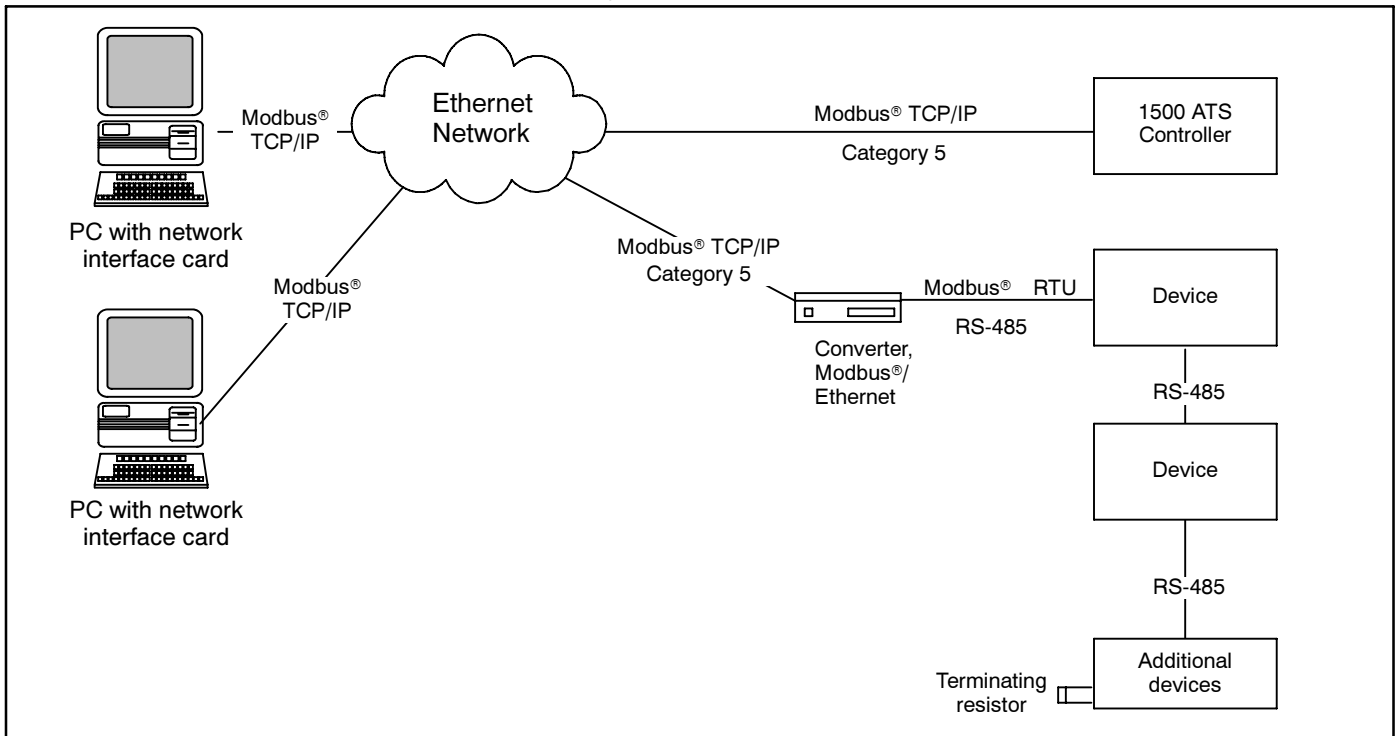 Modbus®
TCP/IP
Ethernet
Network
Modbus® TCP/IP
Category 5
1500 ATS
Controller
PC with network
interface card
Modbus®
TCP/IP
Modbus® TCP/IP
Category 5
Modbus® RTU
RS-485
Device
Converter,
Modbus®/
Ethernet
RS-485
Device
PC with network
interface card
RS-485
Additional
devices
Terminating
resistor